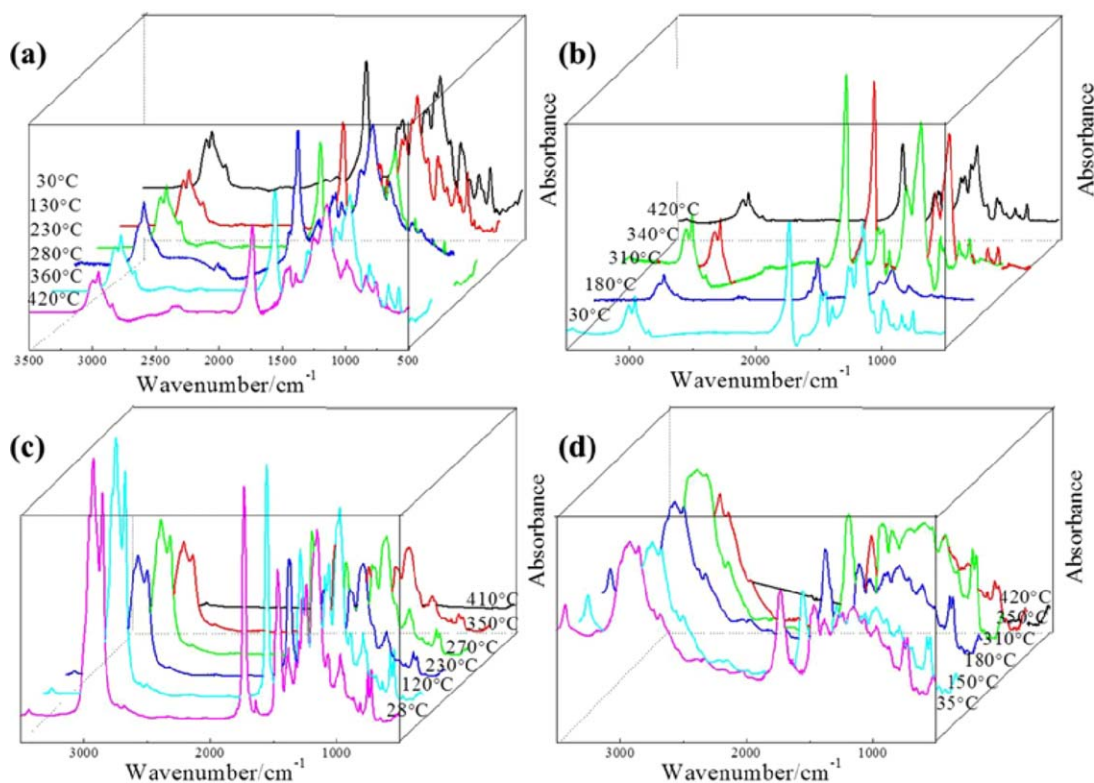 (a)
Absorbance
30°C
130°C
230°C
280°C
360°C
420°C
3500 3000 2500 2000 1500 1000 500
Wavenumber/cm-1
(b)
Absorbance
420°C
340°C
310°C
180°C
30°C
3000 2000 1000
Wavenumber/cm-1
(c)
Absorbance
410°C
350°C
270°C
230°C
120°C
28°C
3000 2000 1000
Wavenumber/cm-1
(d)
Absorbance
420°C
350°C
310°C
180°C
150°C
35°C
3000 2000 1000
Wavenumber/cm-1